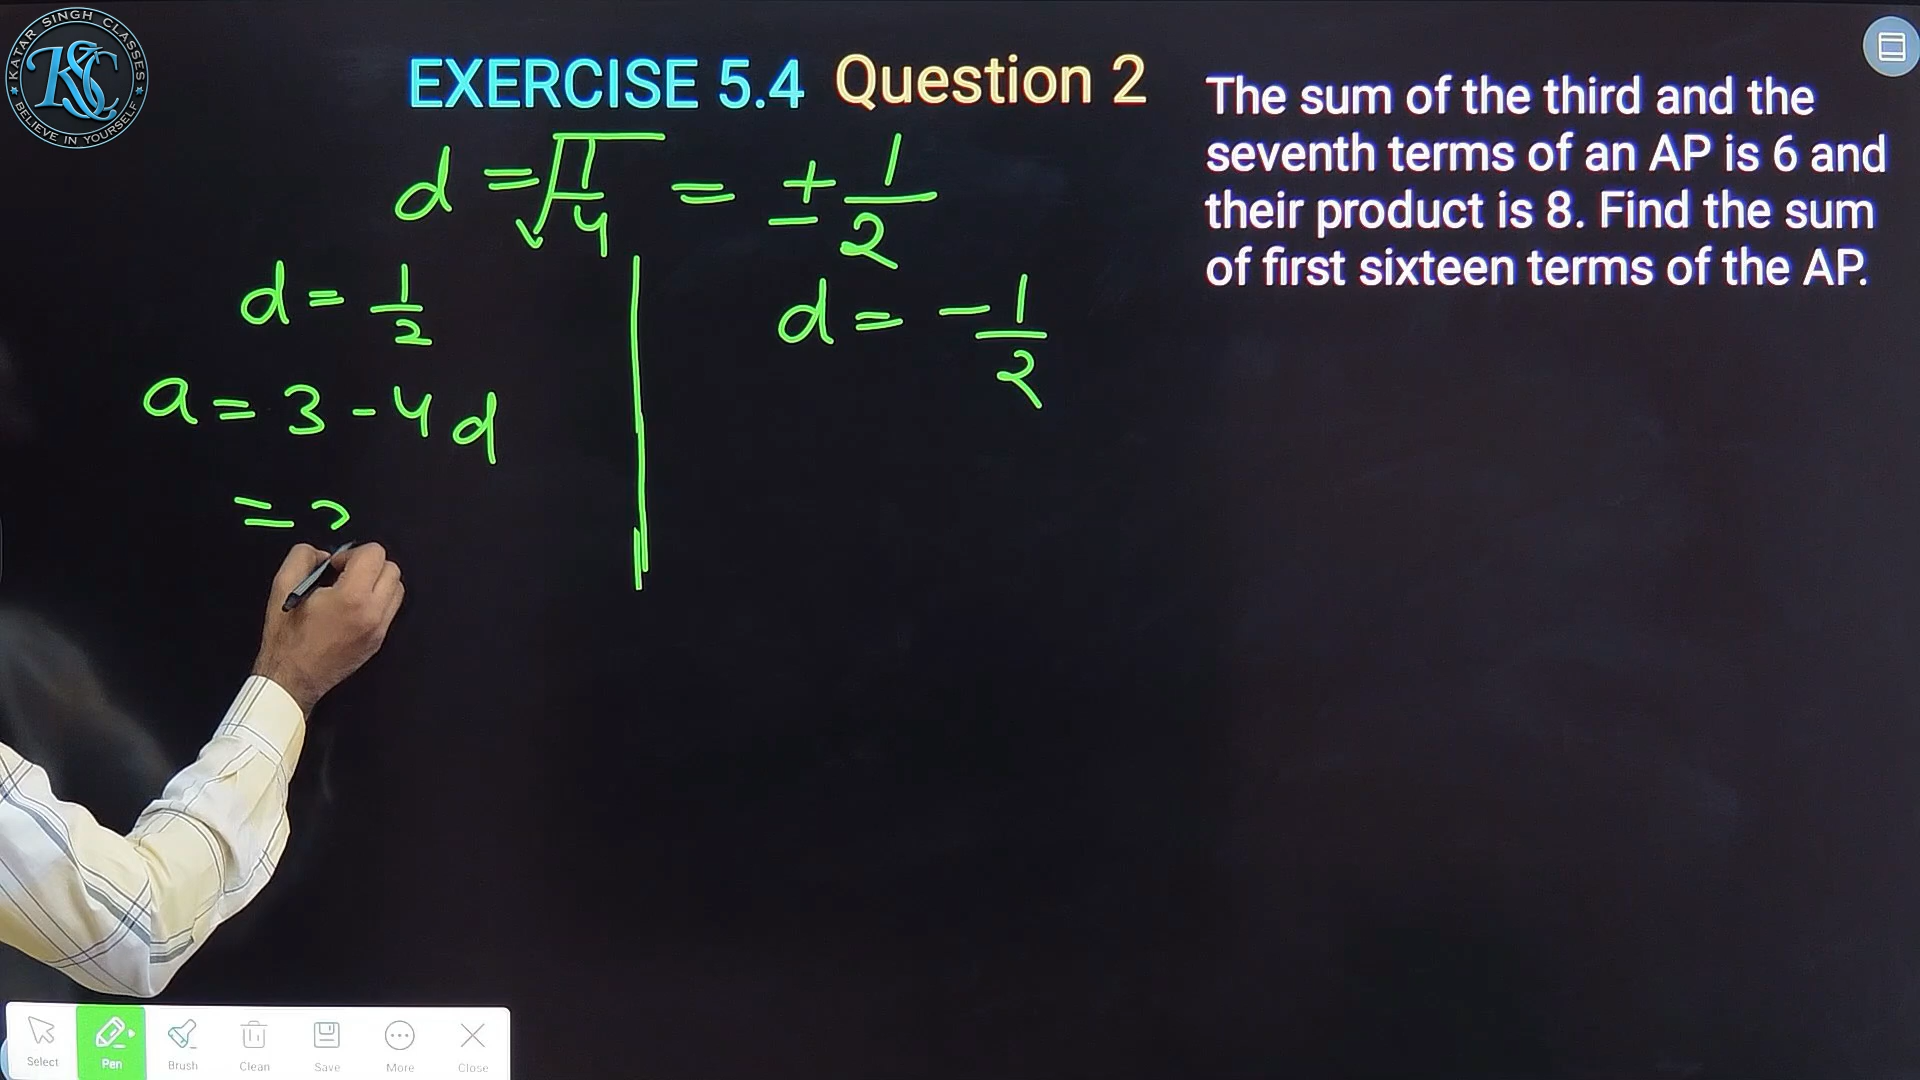 KATAR SINGH CLASSES
KSC
BELIEVE IN YOURSELF
EXERCISE 5.4 Question 2
The sum of the third and the
seventh terms of an AP is 6 and
their product is 8. Find the sum
of first sixteen terms of the AP.
d = √1/4 = ± 1/2
d = 1/2
a = 3 - 4d
=
d = - 1/2
Select Pen Brush Clean Save More Close